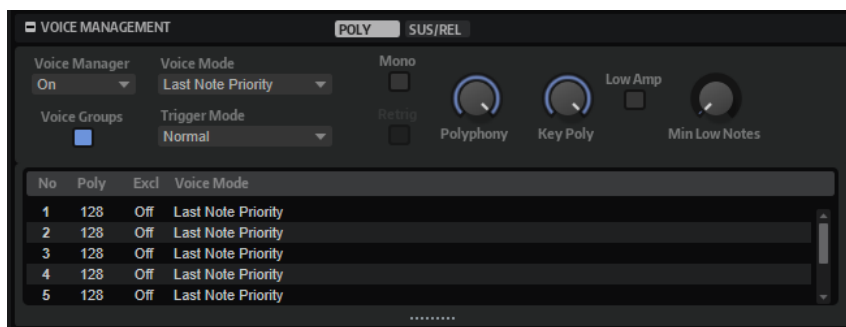 VOICE MANAGEMENT POLY SUS/REL
Voice Manager Voice Mode Mono
On Last Note Priority Low Amp
Voice Groups Trigger Mode Retrig
Normal Polyphony Key Poly Min Low Notes
No Poly Excl Voice Mode
1 128 Off Last Note Priority
2 128 Off Last Note Priority
3 128 Off Last Note Priority
4 128 Off Last Note Priority
5 128 Off Last Note Priority